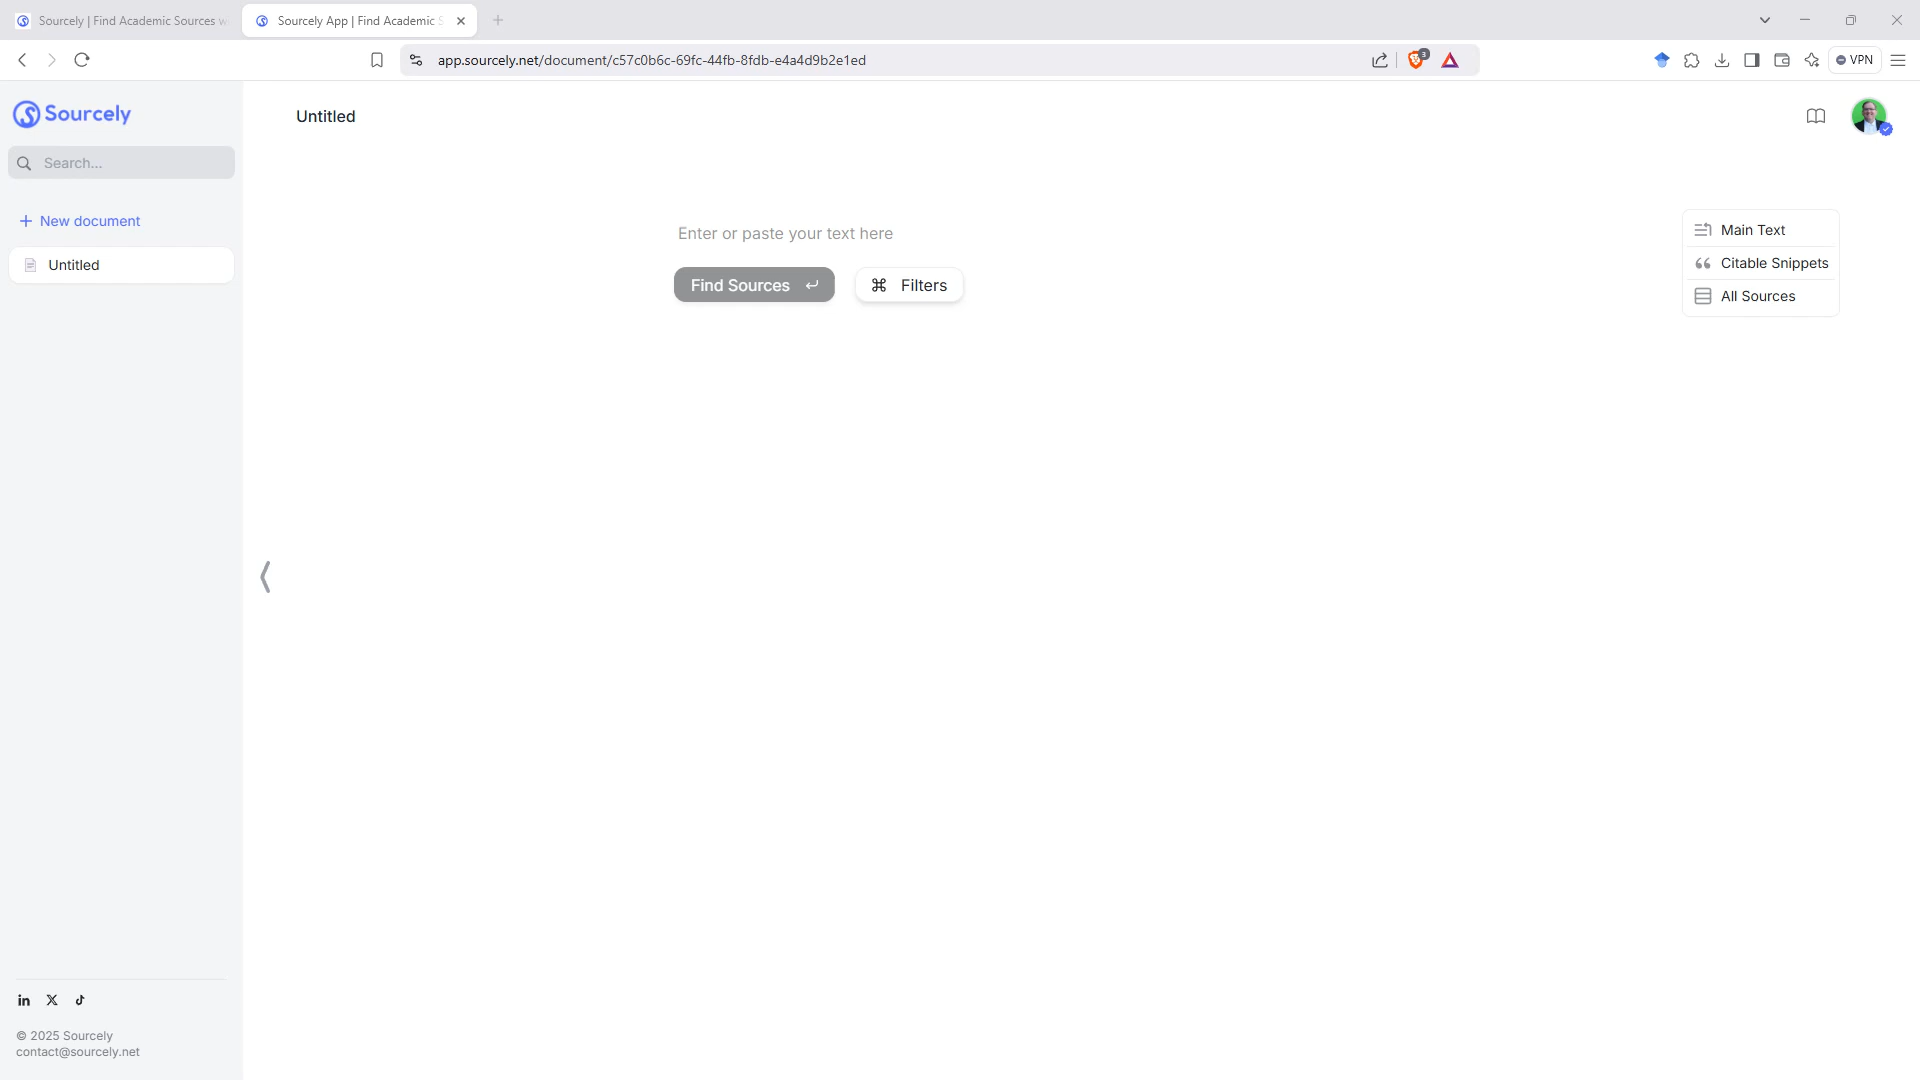 Sourcely | Find Academic Sources w
Sourcely App | Find Academic S
app.sourcely.net/document/c57c0b6c-69fc-44fb-8fdb-e4a4d9b2e1ed
3
VPN
Sourcely
Untitled
Search...
New document
Untitled
Enter or paste your text here
Find Sources
Filters
Main Text
Citable Snippets
All Sources
© 2025 Sourcely
contact@sourcely.net